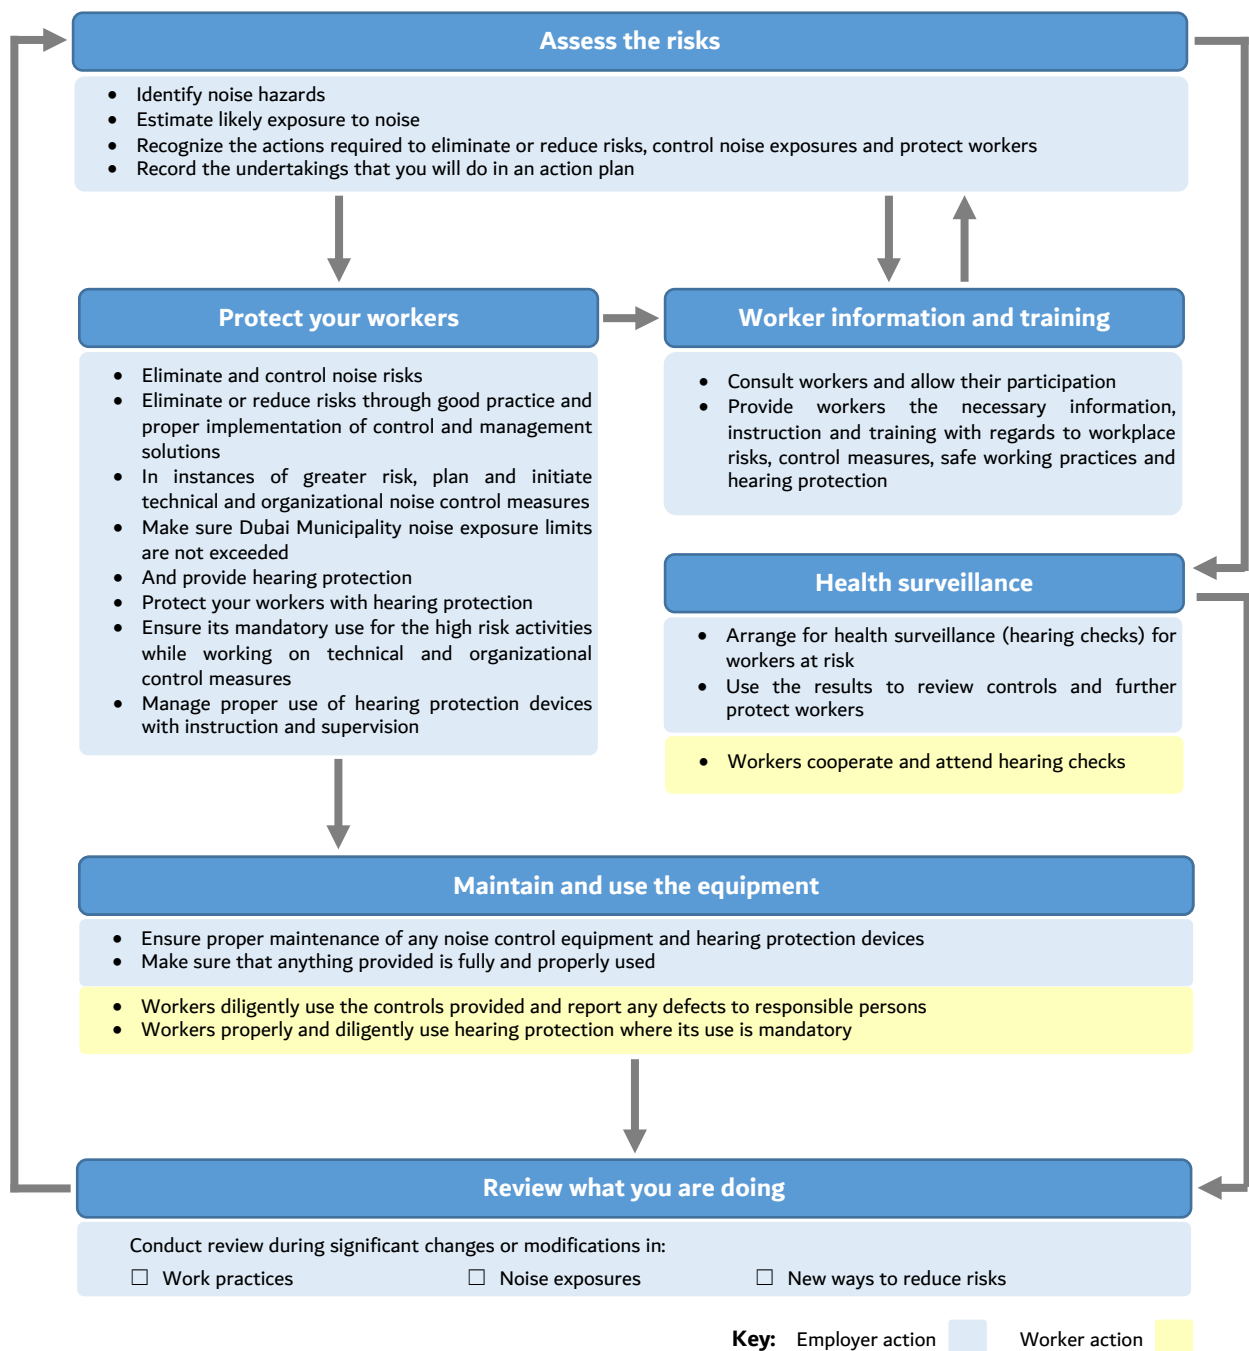 Assess the risks
• Identify noise hazards
• Estimate likely exposure to noise
• Recognize the actions required to eliminate or reduce risks, control noise exposures and protect workers
• Record the undertakings that you will do in an action plan
Protect your workers
• Eliminate and control noise risks
• Eliminate or reduce risks through good practice and
proper implementation of control and management
solutions
• In instances of greater risk, plan and initiate
technical and organizational noise control measures
• Make sure Dubai Municipality noise exposure limits
are not exceeded
• And provide hearing protection
• Protect your workers with hearing protection
• Ensure its mandatory use for the high risk activities
while working on technical and organizational
control measures
• Manage proper use of hearing protection devices
with instruction and supervision
Worker information and training
• Consult workers and allow their participation
• Provide workers the necessary information,
instruction and training with regards to workplace
risks, control measures, safe working practices and
hearing protection
Health surveillance
• Arrange for health surveillance (hearing checks) for
workers at risk
• Use the results to review controls and further
protect workers
• Workers cooperate and attend hearing checks
Maintain and use the equipment
• Ensure proper maintenance of any noise control equipment and hearing protection devices
• Make sure that anything provided is fully and properly used
• Workers diligently use the controls provided and report any defects to responsible persons
• Workers properly and diligently use hearing protection where its use is mandatory
Review what you are doing
Conduct review during significant changes or modifications in:
☐ Work practices ☐ Noise exposures ☐ New ways to reduce risks
Key: Employer action Worker action